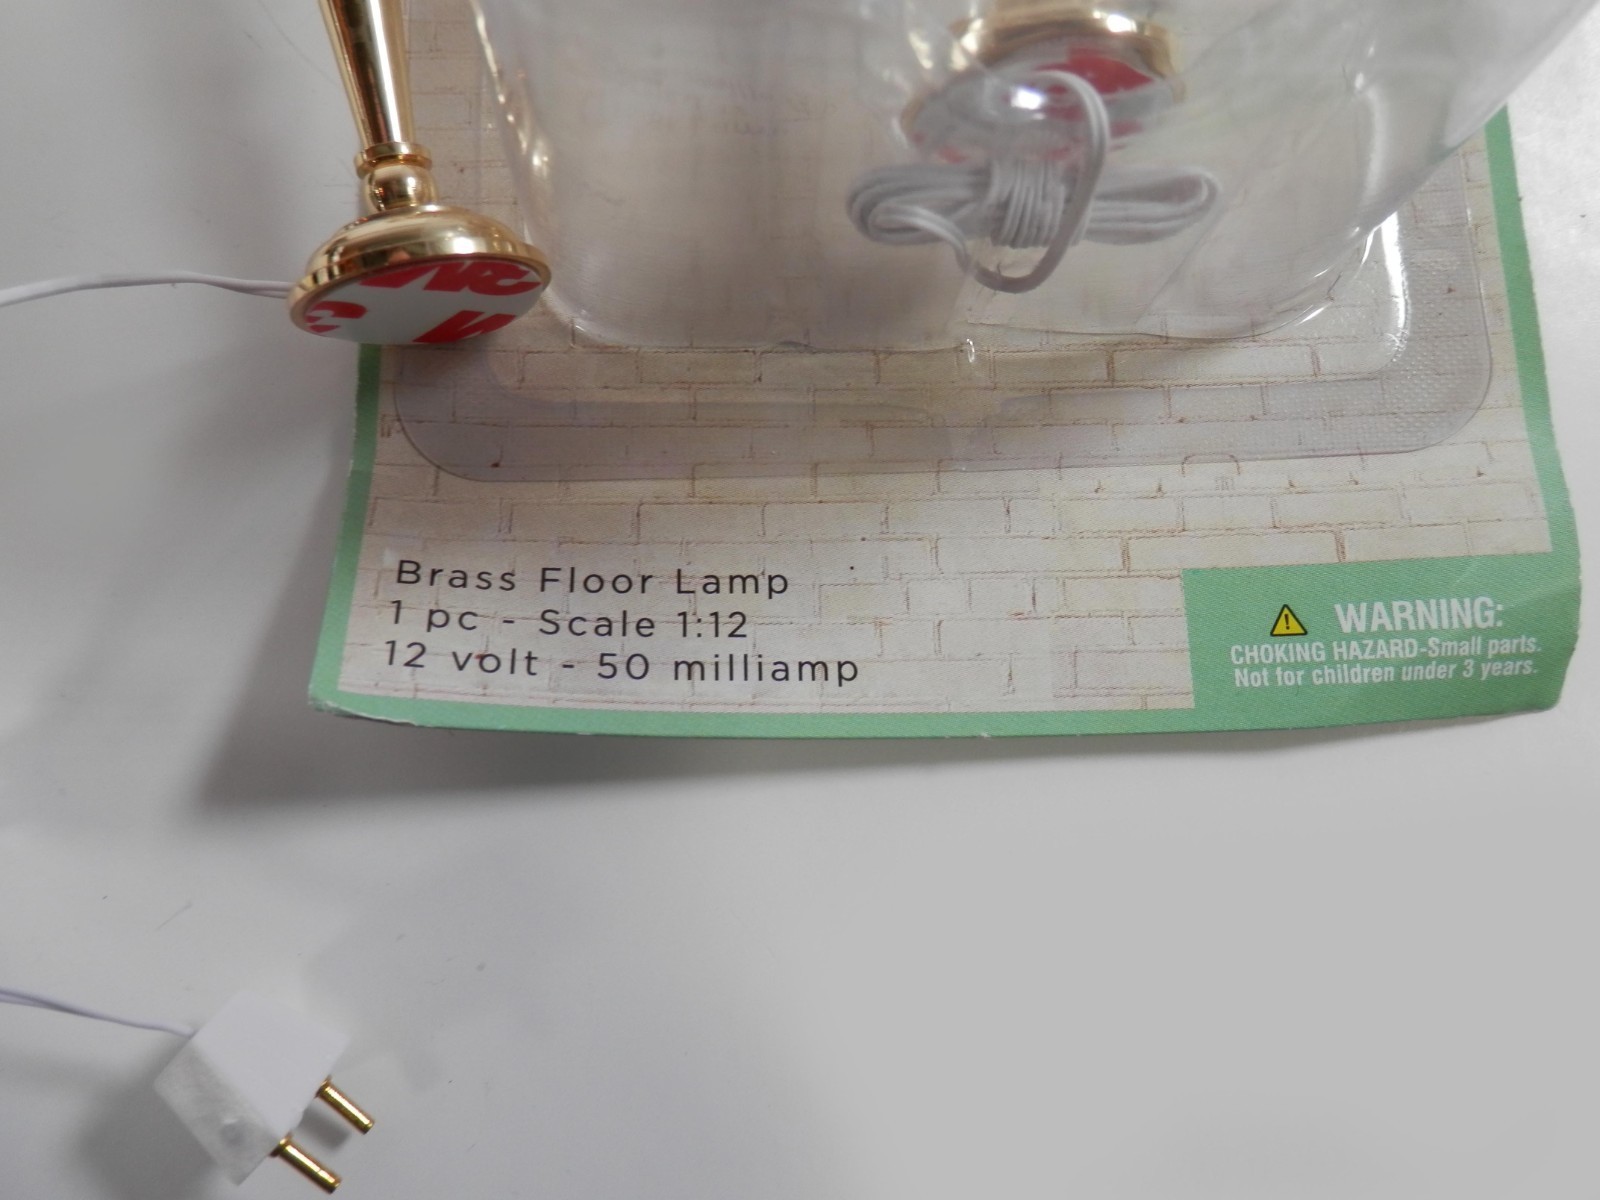 Brass Floor Lamp
1 pc - Scale 1:12
12 volt - 50 milliamp
WARNING:
CHOKING HAZARD-Small parts.
Not for children under 3 years.